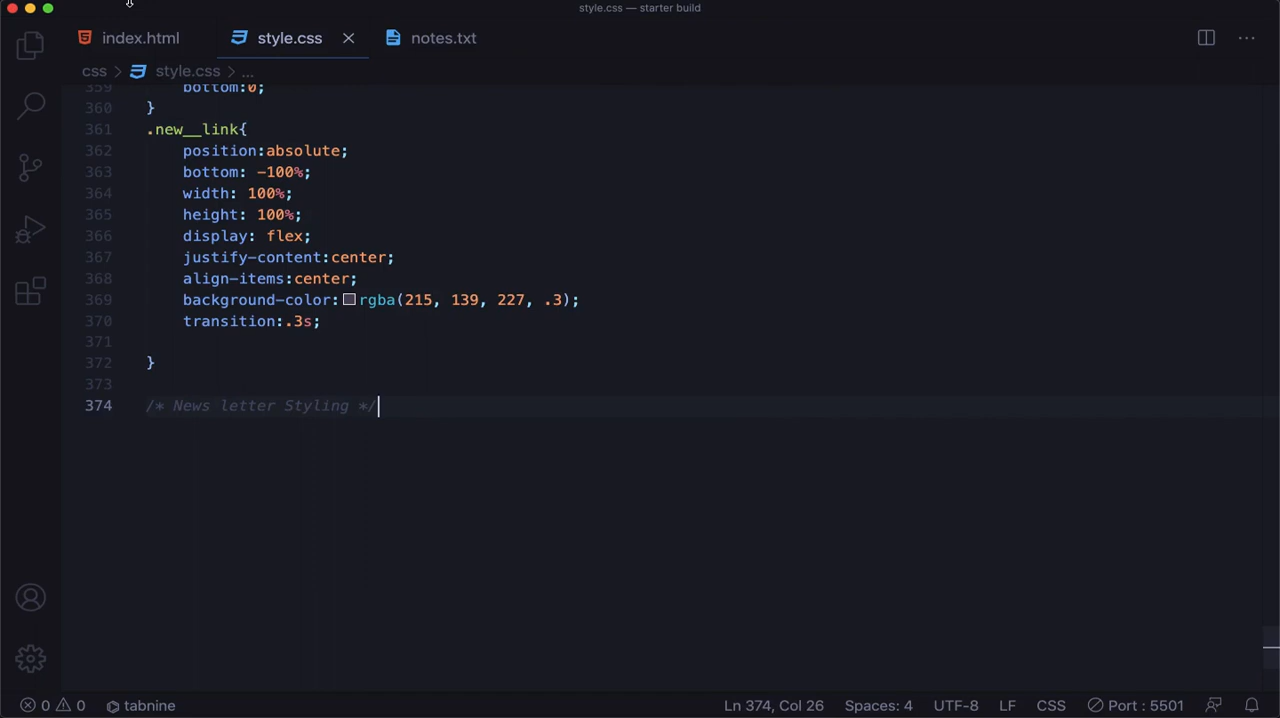 style.css — starter build
index.html
style.css
notes.txt
css > style.css > ...
359 bottom:0;
360 }
361 .new__link{
362 position:absolute;
363 bottom: -100%;
364 width: 100%;
365 height: 100%;
366 display: flex;
367 justify-content:center;
368 align-items:center;
369 background-color:rgba(215, 139, 227, .3);
370 transition:.3s;
371
372 }
373
374 /* News letter Styling */
0 0 tabnine Ln 374, Col 26 Spaces: 4 UTF-8 LF CSS Port : 5501